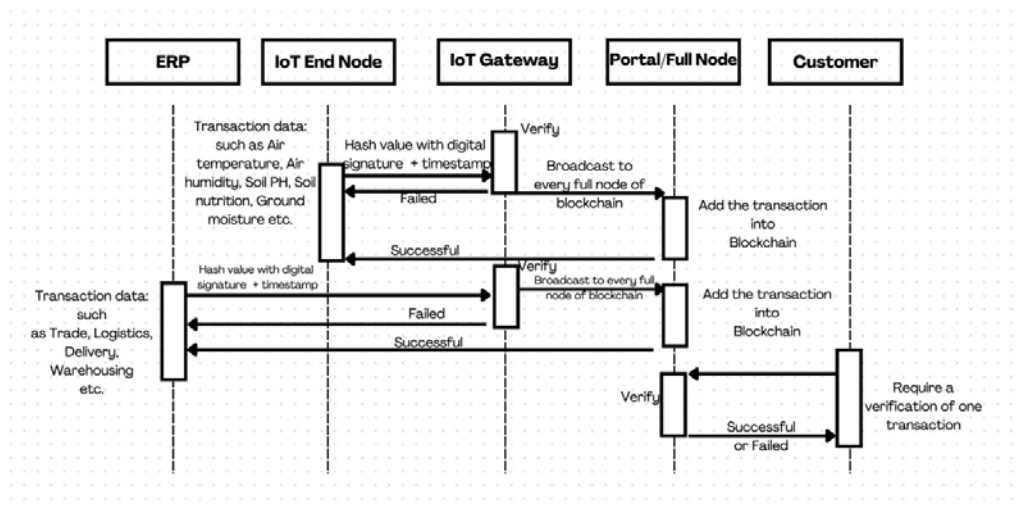 ERP
IoT End Node
IoT Gateway
Portal/Full Node
Customer
Transaction data:
such as Air
temperature, Air
humidity, Soil PH, Soil
nutrition, Ground
moisture etc.
Hash value with digital
signature + timestamp
Failed
Verify
Broadcast to
every full node of
blockchain
Add the transaction
into
Blockchain
Successful
Hash value with digital
signature + timestamp
Verify
Broadcast to every full
node of blockchain
Transaction data:
such
as Trade, Logistics,
Delivery,
Warehousing
etc.
Failed
Successful
Add the transaction
into
Blockchain
Verify
Require a
verification of one
transaction
Successful
or Failed